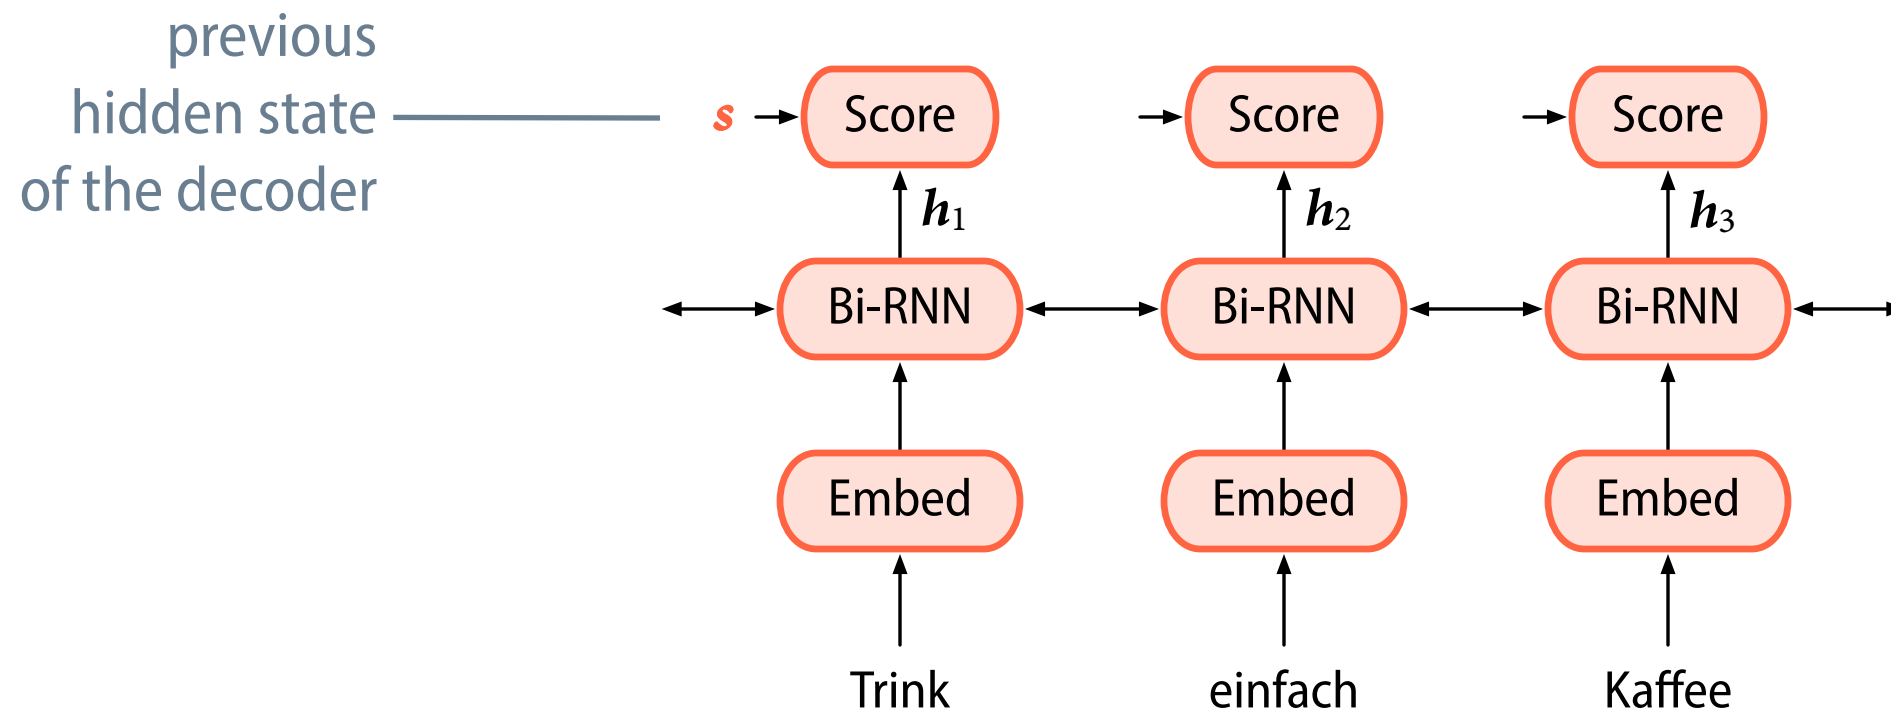 previous
hidden state
of the decoder
s Score Score Score
h1 h2 h3
Bi-RNN Bi-RNN Bi-RNN
Embed Embed Embed
Trink einfach Kaffee